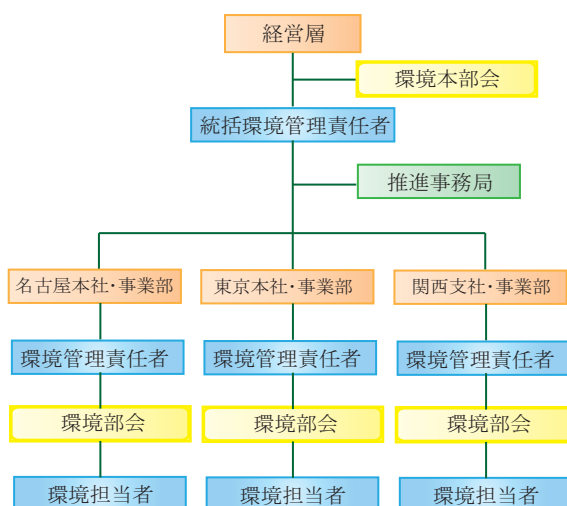 経営層
環境本部会
統括環境管理責任者
推進事務局
名古屋本社・事業部
東京本社・事業部
関西支社・事業部
環境管理責任者
環境管理責任者
環境管理責任者
環境部会
環境部会
環境部会
環境担当者
環境担当者
環境担当者